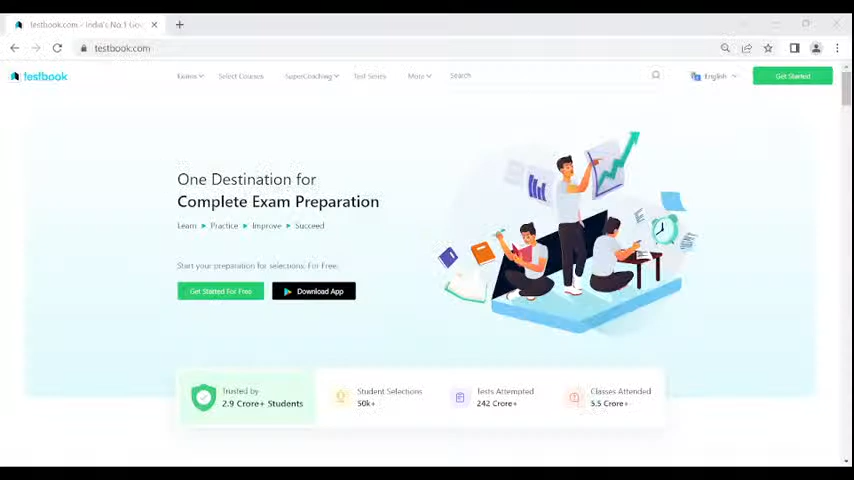 testbook.com - India's No.1 Gov
testbook.com
testbook
Exams
Select Courses
SuperCoaching
Test Series
More
Search
English
Get Started
One Destination for
Complete Exam Preparation
Learn
Practice
Improve
Succeed
Start your preparation for selections. For Free.
Get Started For Free
Download App
Trusted by
2.9 Crore+ Students
Student Selections
50k+
Tests Attempted
242 Crore+
Classes Attended
5.5 Crore+